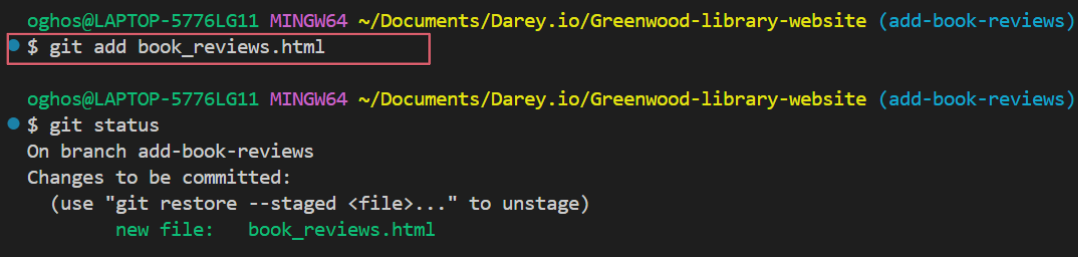 oghos@LAPTOP-5776LG11 MINGW64 ~/Documents/Darey.io/Greenwood-library-website (add-book-reviews)
$ git add book_reviews.html
oghos@LAPTOP-5776LG11 MINGW64 ~/Documents/Darey.io/Greenwood-library-website (add-book-reviews)
$ git status
On branch add-book-reviews
Changes to be committed:
  (use "git restore --staged <file>..." to unstage)
        new file:   book_reviews.html